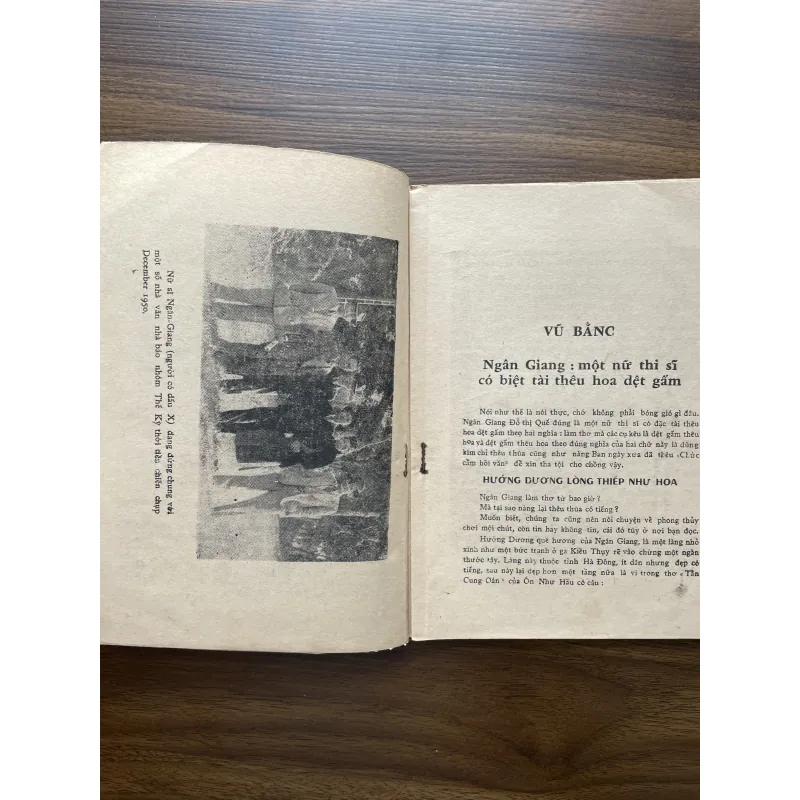 Nữ sĩ Ngân-Giang (người có dấu X) đang đứng chung với
một số nhà văn nhà báo nhóm Thế Kỷ thời tiền chiến chụp
December 1950.
VŨ BẰNC
Ngân Giang : một nữ thi sĩ
có biệt tài thêu hoa dệt gấm
Nói như thế là nói thực, chớ không phải bóng gió gì đâu.
Ngân Giang Đỗ thị Quế đúng là một nữ thi sĩ có đặc tài thêu
hoa dệt gấm theo hai nghĩa : làm thơ mà các cụ kêu là dệt gấm thêu
hoa và dệt gấm thêu hoa theo đúng nghĩa của hai chữ này là dùng
kim chỉ thêu thùa cũng như nàng Ban ngày xưa đã thêu «Chức
cẩm hồi văn» để xin tha tội cho chồng vậy.
HƯỚNG DƯƠNG LÒNG THIẾP NHƯ HOA
Ngân Giang làm thơ từ bao giờ ?
Mà tại sao nàng lại thêu thùa có tiếng ?
Muốn biệt, chúng ta cũng nên nói chuyện về phong thủy
chơi một chút, còn tin hay không tin, cái đó tùy ở nơi bạn đọc.
Hướng Dương quê hương của Ngân Giang, là một làng nhỏ
xinh như một bức tranh ở ga Kiều Thụy rẽ vào chừng một ngàn
thước tây. Làng này thuộc tỉnh Hà Đông, ít dân nhưng đẹp có
tiếng, sau này lại đẹp hơn một tầng nữa là vì trong thơ «Tần
Cung Oán» của Ôn Như Hầu có câu :